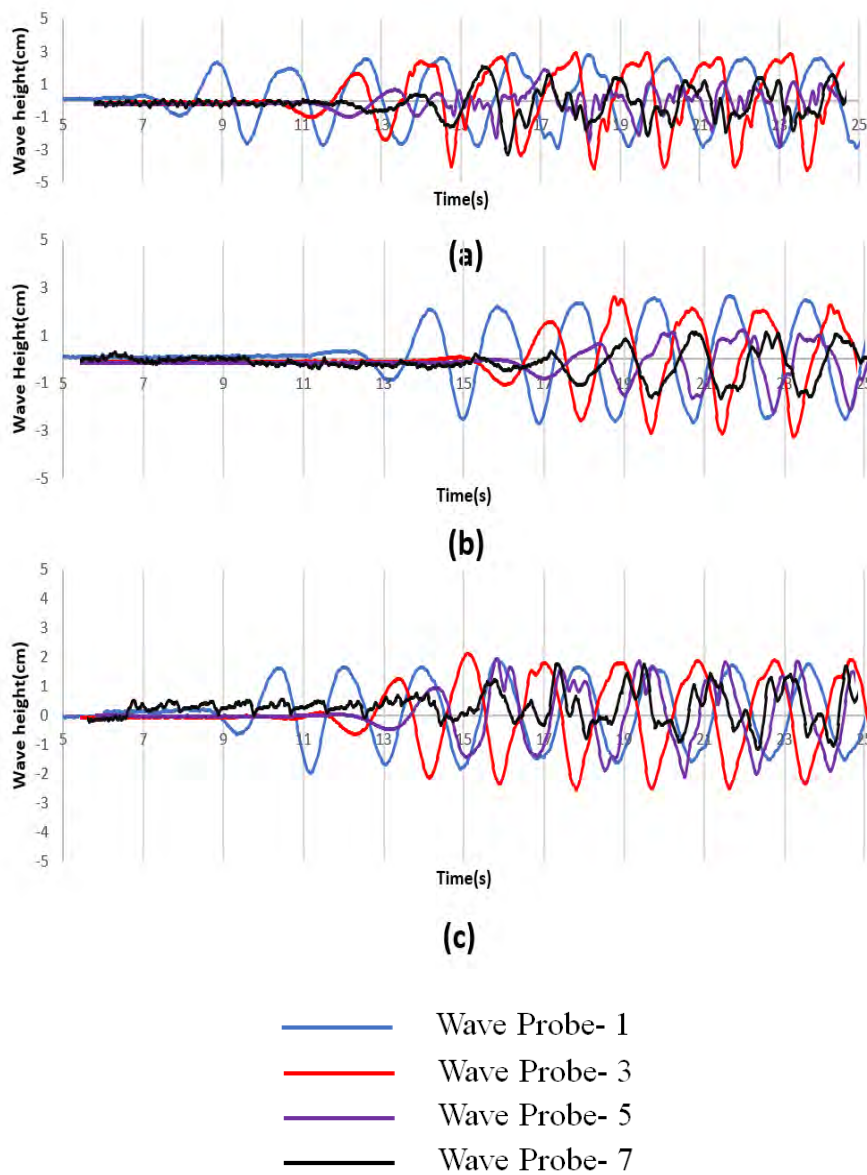 5
3
1
-1
-3
-5
Wave height(cm)
5 7 9 11 13 15 17 19 21 23 25
Time(s)
(a)
5
3
1
-1
-3
-5
Wave Height(cm)
5 7 9 11 13 15 17 19 21 23 25
Time(s)
(b)
5
4
3
2
1
0
-1
-2
-3
-4
-5
Wave height(cm)
5 7 9 11 13 15 17 19 21 23 25
Time(s)
(c)
Wave Probe- 1
Wave Probe- 3
Wave Probe- 5
Wave Probe- 7